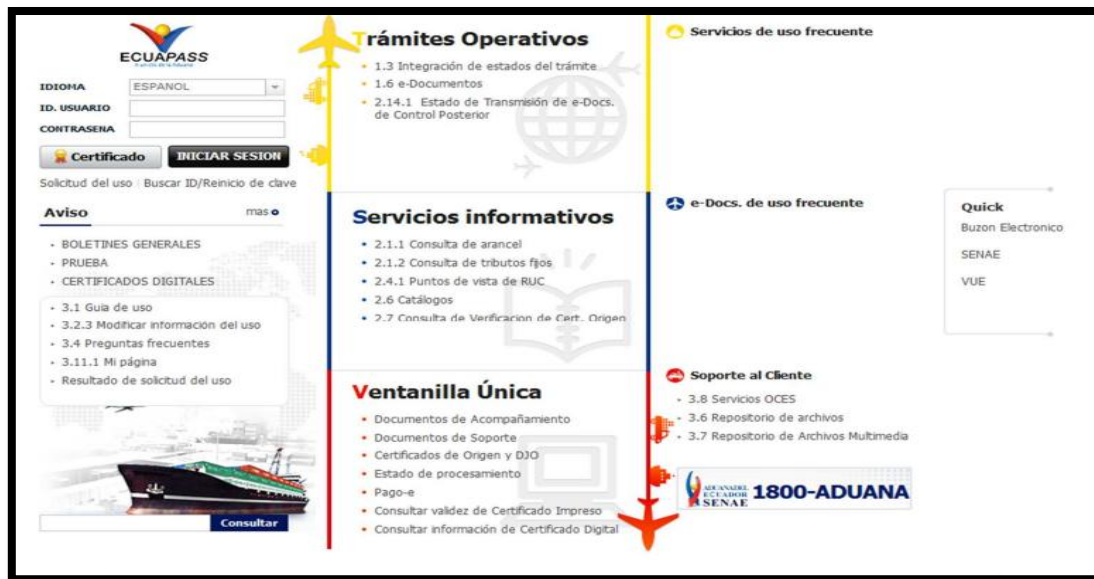 ECUAPASS
IDIOMA ESPANOL
ID. USUARIO
CONTRASENA
Certificado INICIAR SESION
Solicitud del uso Buscar ID/Reinicio de clave
Aviso mas
BOLETINES GENERALES
PRUEBA
CERTIFICADOS DIGITALES
3.1 Guia de uso
3.2.3 Modificar información del uso
3.4 Preguntas frecuentes
3.11.1 Mi página
Resultado de solicitud del uso
Consultar
Trámites Operativos
1.3 Integración de estados del trámite
1.6 e-Documentos
2.14.1 Estado de Transmisión de e-Docs.
de Control Posterior
Servicios informativos
2.1.1 Consulta de arancel
2.1.2 Consulta de tributos fijos
2.4.1 Puntos de vista de RUC
2.6 Catálogos
2.7 Consulta de Verificacion de Cert. Origen
Ventanilla Única
Documentos de Acompañamiento
Documentos de Soporte
Certificados de Origen y DJO
Estado de procesamiento
Pago-e
Consultar validez de Certificado Impreso
Consultar información de Certificado Digital
Servicios de uso frecuente
e-Docs. de uso frecuente
Soporte al Cliente
3.8 Servicios OCES
3.6 Repositorio de archivos
3.7 Repositorio de Archivos Multimedia
ADUANA DEL
ECUADOR
SENAE
1800-ADUANA
Quick
Buzon Electronico
SENAE
VUE